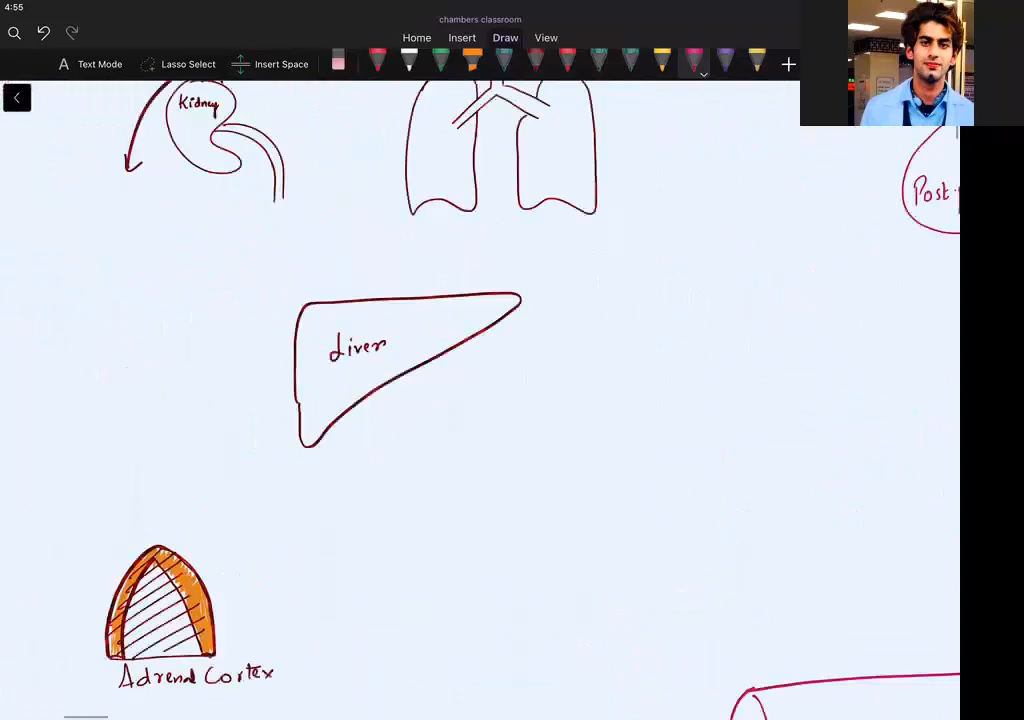 4:55
chambers classroom
Home Insert Draw View
A Text Mode Lasso Select Insert Space
Kidney
Post-
Liver
Adrenal Cortex